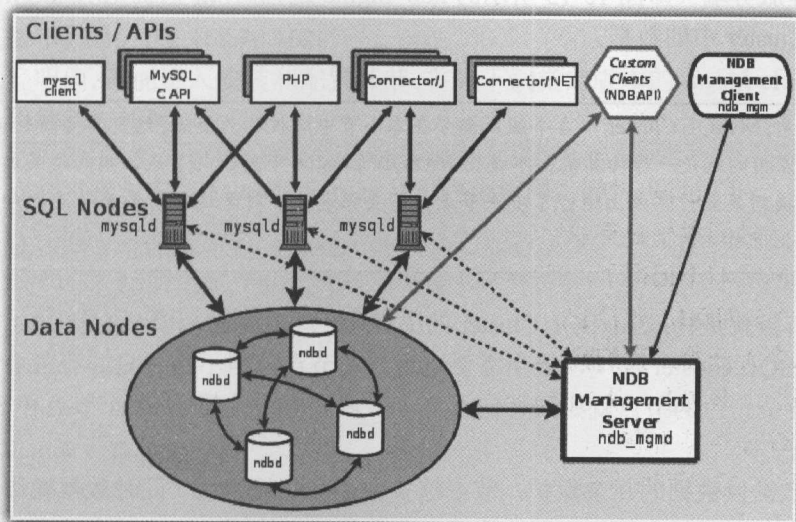 Clients / APIs
mysql
client
MySQL
C API
PHP
Connector/J
Connector/NET
Custom
Clients
(NDBAPI)
NDB
Management
Client
ndb_mgm
SQL Nodes
mysqld
mysqld
mysqld
Data Nodes
ndbd
ndbd
ndbd
ndbd
NDB
Management
Server
ndb_mgmd